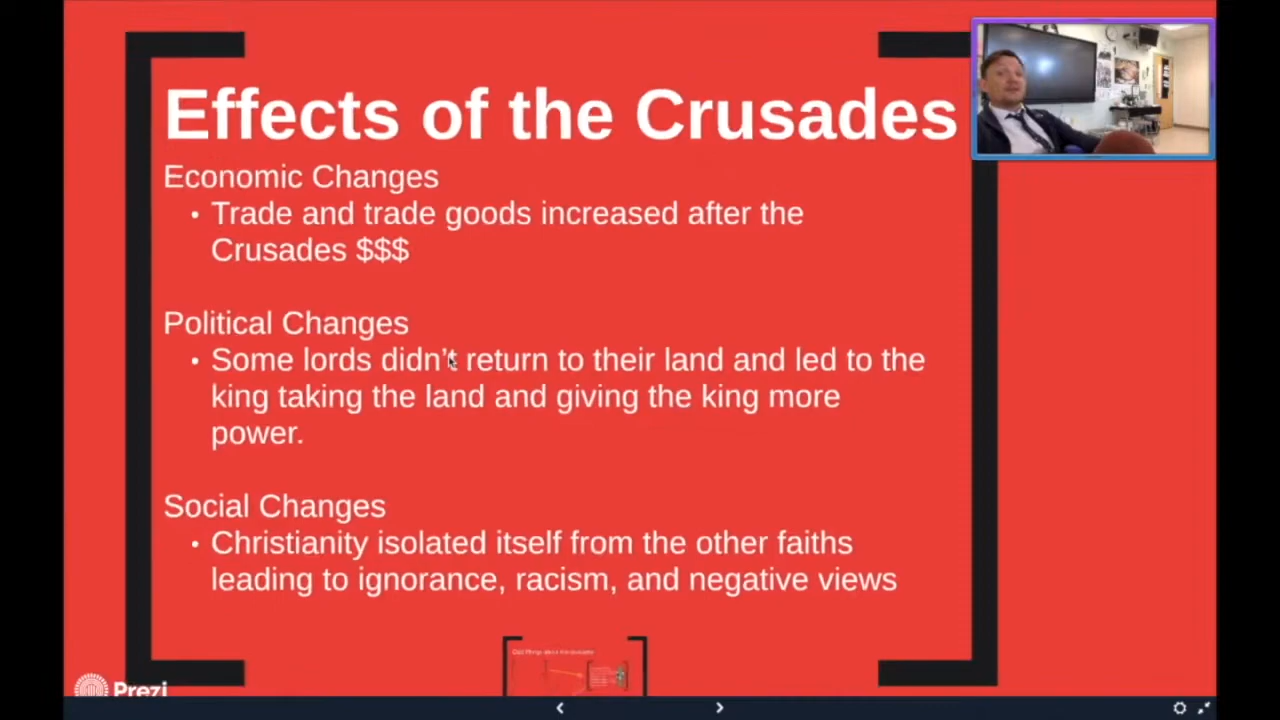 Effects of the Crusades
Economic Changes
• Trade and trade goods increased after the
Crusades $$$
Political Changes
• Some lords didn't return to their land and led to the
king taking the land and giving the king more
power.
Social Changes
• Christianity isolated itself from the other faiths
leading to ignorance, racism, and negative views
Prezi